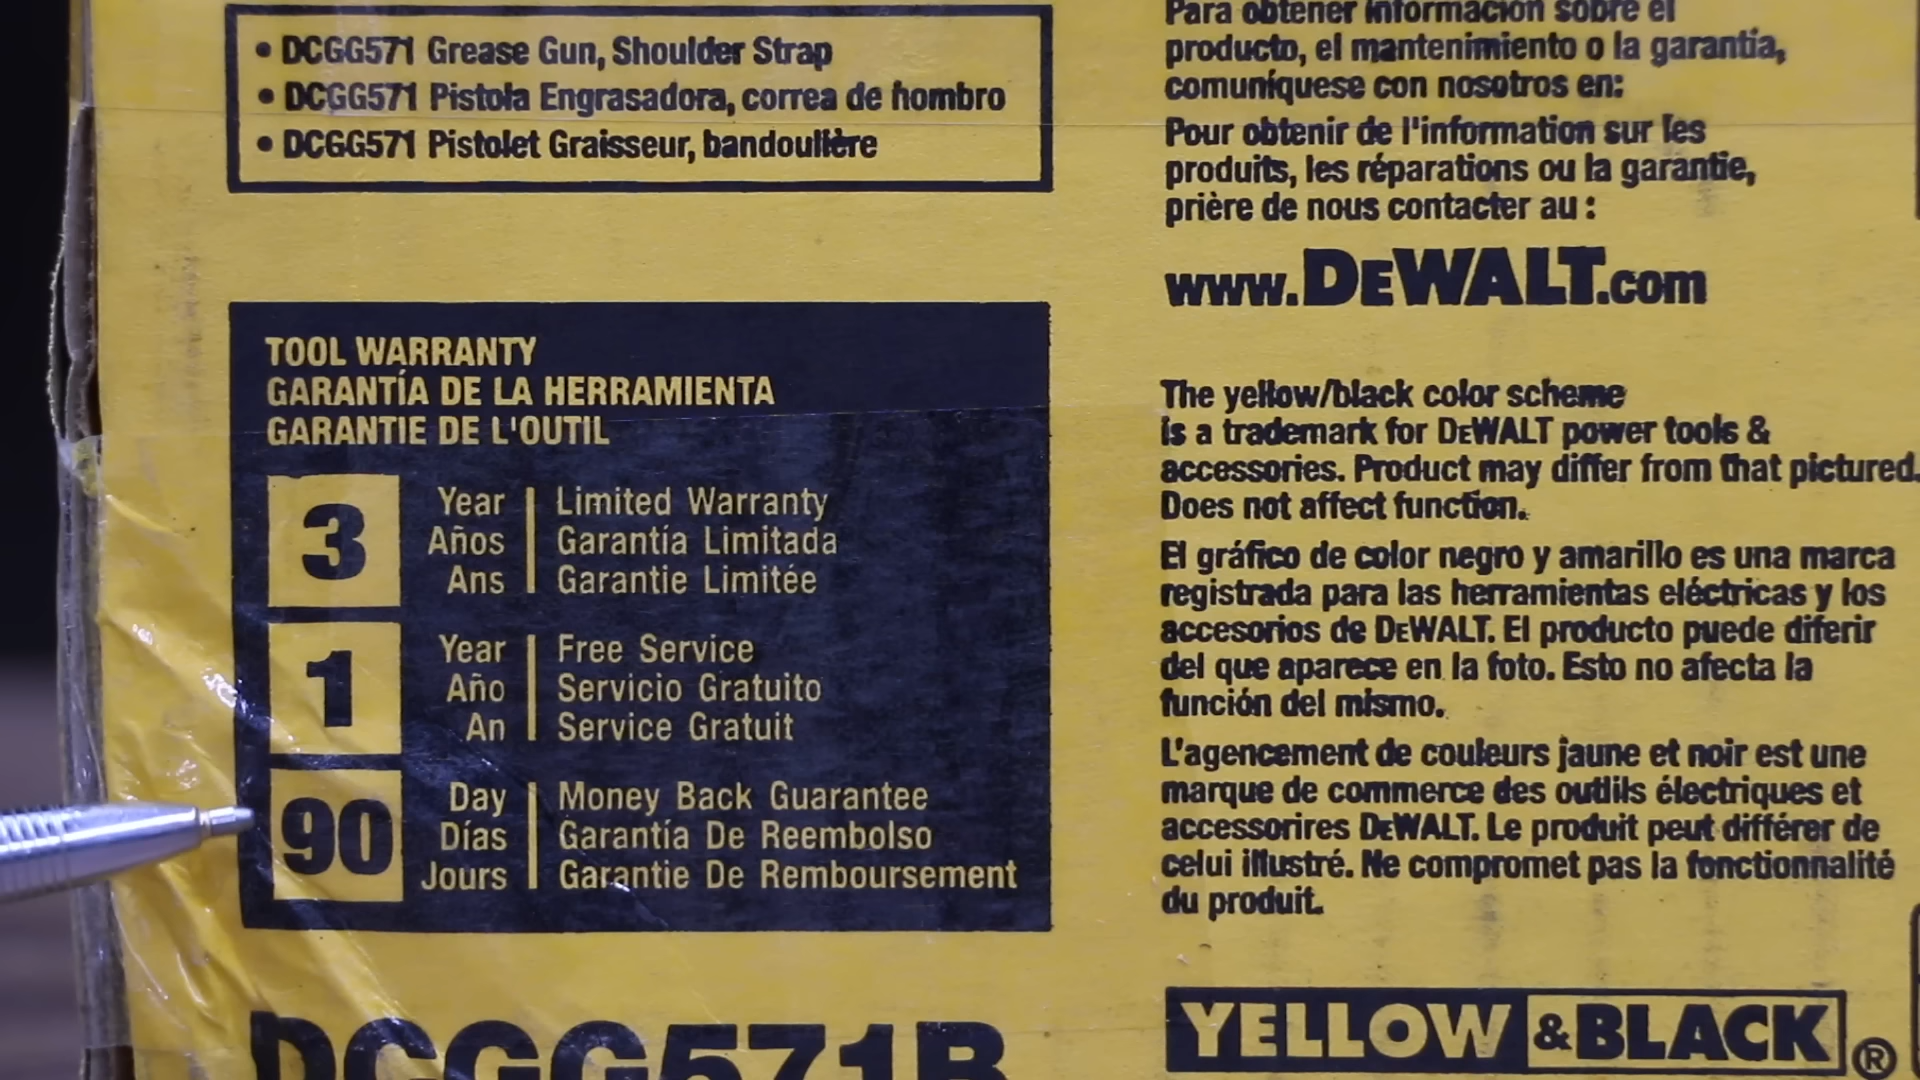 • DCGG571 Grease Gun, Shoulder Strap
• DCGG571 Pistola Engrasadora, correa de hombro
• DCGG571 Pistolet Graisseur, bandoulière
TOOL WARRANTY
GARANTÍA DE LA HERRAMIENTA
GARANTIE DE L'OUTIL
3
Year Limited Warranty
Años Garantía Limitada
Ans Garantie Limitée
1
Year Free Service
Año Servicio Gratuito
An Service Gratuit
90
Day Money Back Guarantee
Días Garantía De Reembolso
Jours Garantie De Remboursement
DCGG571B
Para obtener información sobre el
producto, el mantenimiento o la garantía,
comuníquese con nosotros en:
Pour obtenir de l'information sur les
produits, les réparations ou la garantie,
prière de nous contacter au :
www.DEWALT.com
The yellow/black color scheme
is a trademark for DEWALT power tools &
accessories. Product may differ from that pictured.
Does not affect function.
El gráfico de color negro y amarillo es una marca
registrada para las herramientas eléctricas y los
accesorios de DEWALT. El producto puede diferir
del que aparece en la foto. Esto no afecta la
función del mismo.
L'agencement de couleurs jaune et noir est une
marque de commerce des outils électriques et
accessorires DEWALT. Le produit peut différer de
celui illustré. Ne compromet pas la fonctionnalité
du produit.
YELLOW &BLACK ®